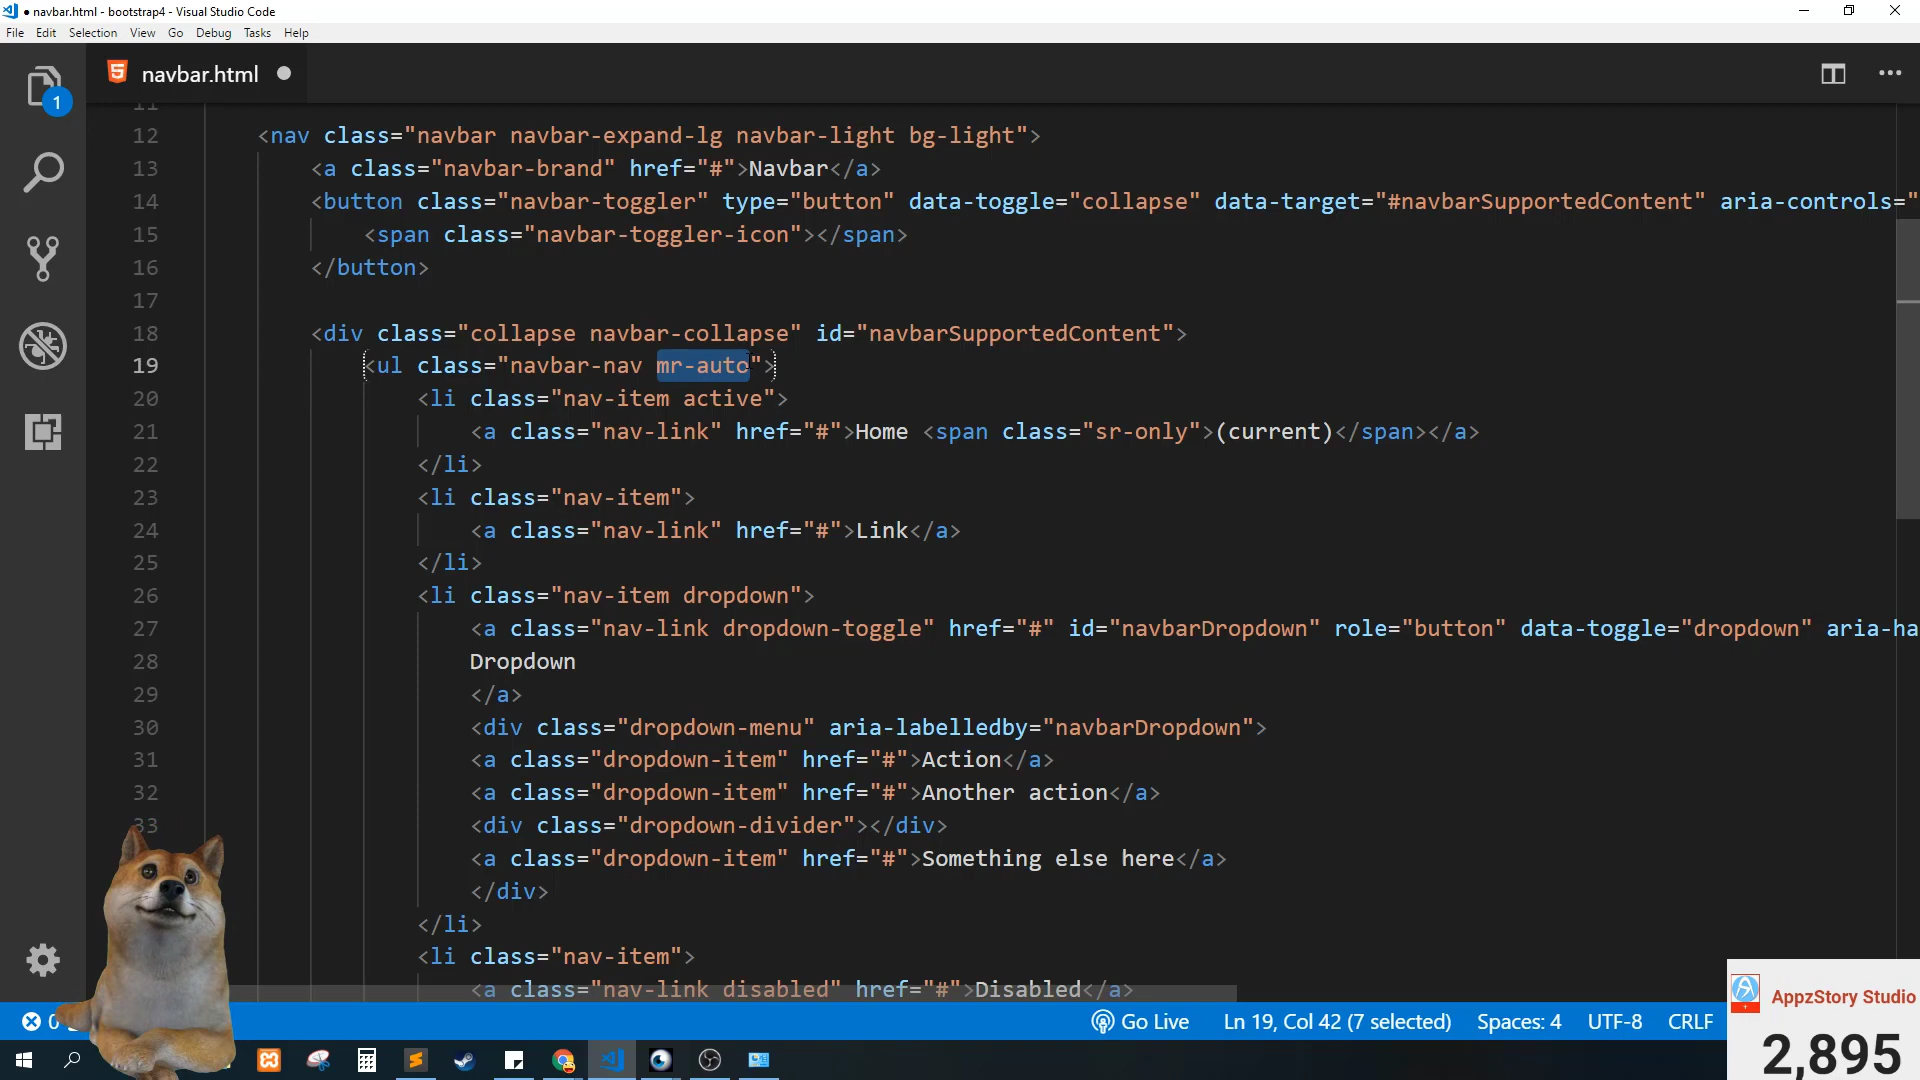 ● navbar.html - bootstrap4 - Visual Studio Code
File Edit Selection View Go Debug Tasks Help
1
navbar.html ●
11
12 <nav class="navbar navbar-expand-lg navbar-light bg-light">
13 <a class="navbar-brand" href="#">Navbar</a>
14 <button class="navbar-toggler" type="button" data-toggle="collapse" data-target="#navbarSupportedContent" aria-controls="
15 <span class="navbar-toggler-icon"></span>
16 </button>
17
18 <div class="collapse navbar-collapse" id="navbarSupportedContent">
19 <ul class="navbar-nav mr-auto">
20 <li class="nav-item active">
21 <a class="nav-link" href="#">Home <span class="sr-only">(current)</span></a>
22 </li>
23 <li class="nav-item">
24 <a class="nav-link" href="#">Link</a>
25 </li>
26 <li class="nav-item dropdown">
27 <a class="nav-link dropdown-toggle" href="#" id="navbarDropdown" role="button" data-toggle="dropdown" aria-ha
28 Dropdown
29 </a>
30 <div class="dropdown-menu" aria-labelledby="navbarDropdown">
31 <a class="dropdown-item" href="#">Action</a>
32 <a class="dropdown-item" href="#">Another action</a>
33 <div class="dropdown-divider"></div>
<a class="dropdown-item" href="#">Something else here</a>
</div>
</li>
<li class="nav-item">
<a class="nav-link disabled" href="#">Disabled</a>
0
Go Live Ln 19, Col 42 (7 selected) Spaces: 4 UTF-8 CRLF
AppzStory Studio
2,895